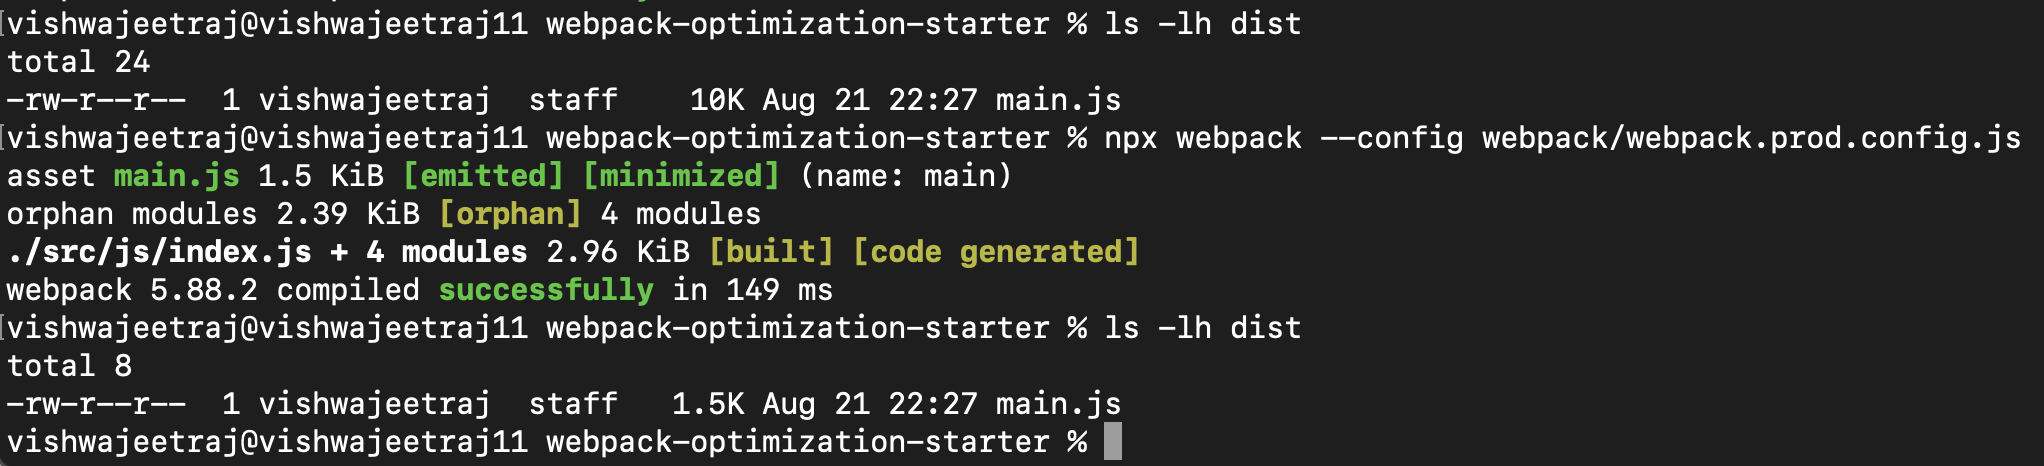 [vishwajeetraj@vishwajeetraj11 webpack-optimization-starter % ls -lh dist
total 24
-rw-r--r--  1 vishwajeetraj  staff    10K Aug 21 22:27 main.js
[vishwajeetraj@vishwajeetraj11 webpack-optimization-starter % npx webpack --config webpack/webpack.prod.config.js
asset main.js 1.5 KiB [emitted] [minimized] (name: main)
orphan modules 2.39 KiB [orphan] 4 modules
./src/js/index.js + 4 modules 2.96 KiB [built] [code generated]
webpack 5.88.2 compiled successfully in 149 ms
[vishwajeetraj@vishwajeetraj11 webpack-optimization-starter % ls -lh dist
total 8
-rw-r--r--  1 vishwajeetraj  staff   1.5K Aug 21 22:27 main.js
vishwajeetraj@vishwajeetraj11 webpack-optimization-starter %